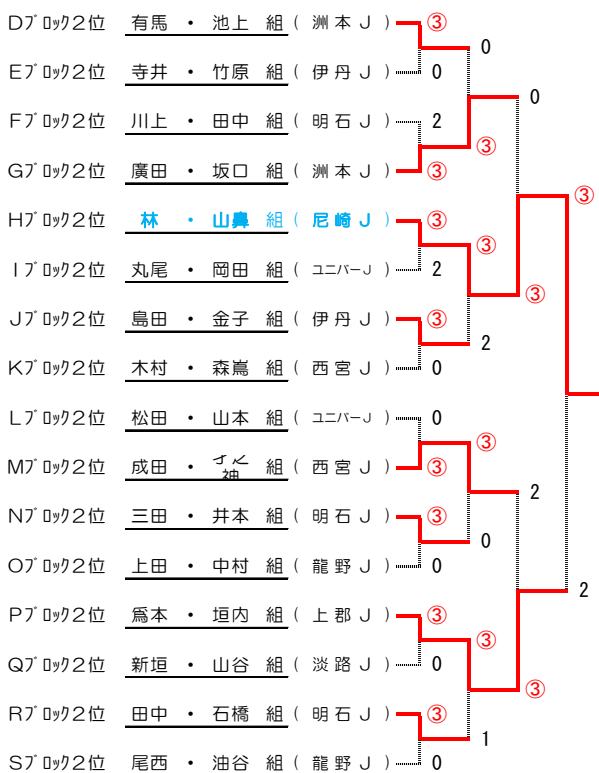 Dブロック2位 有馬 ・ 池上 組 ( 洲本J ) ③
0
Eブロック2位 寺井 ・ 竹原 組 ( 伊丹J ) 0
0
Fブロック2位 川上 ・ 田中 組 ( 明石J ) 2
③
Gブロック2位 廣田 ・ 坂口 組 ( 洲本J ) ③
③
Hブロック2位 林 ・ 山鼻 組 ( 尼崎J ) ③
③
Iブロック2位 丸尾 ・ 岡田 組 ( ユニバーJ ) 2
③
Jブロック2位 島田 ・ 金子 組 ( 伊丹J ) ③
2
Kブロック2位 木村 ・ 森嶌 組 ( 西宮J ) 0
Lブロック2位 松田 ・ 山本 組 ( ユニバーJ ) 0
③
Mブロック2位 成田 ・ 組 ( 西宮J ) ③
2
Nブロック2位 三田 ・ 井本 組 ( 明石J ) ③
0
Oブロック2位 上田 ・ 中村 組 ( 龍野J ) 0
2
Pブロック2位 爲本 ・ 垣内 組 ( 上郡J ) ③
③
Qブロック2位 新垣 ・ 山谷 組 ( 淡路J ) 0
③
Rブロック2位 田中 ・ 石橋 組 ( 明石J ) ③
1
Sブロック2位 尾西 ・ 油谷 組 ( 龍野J ) 0